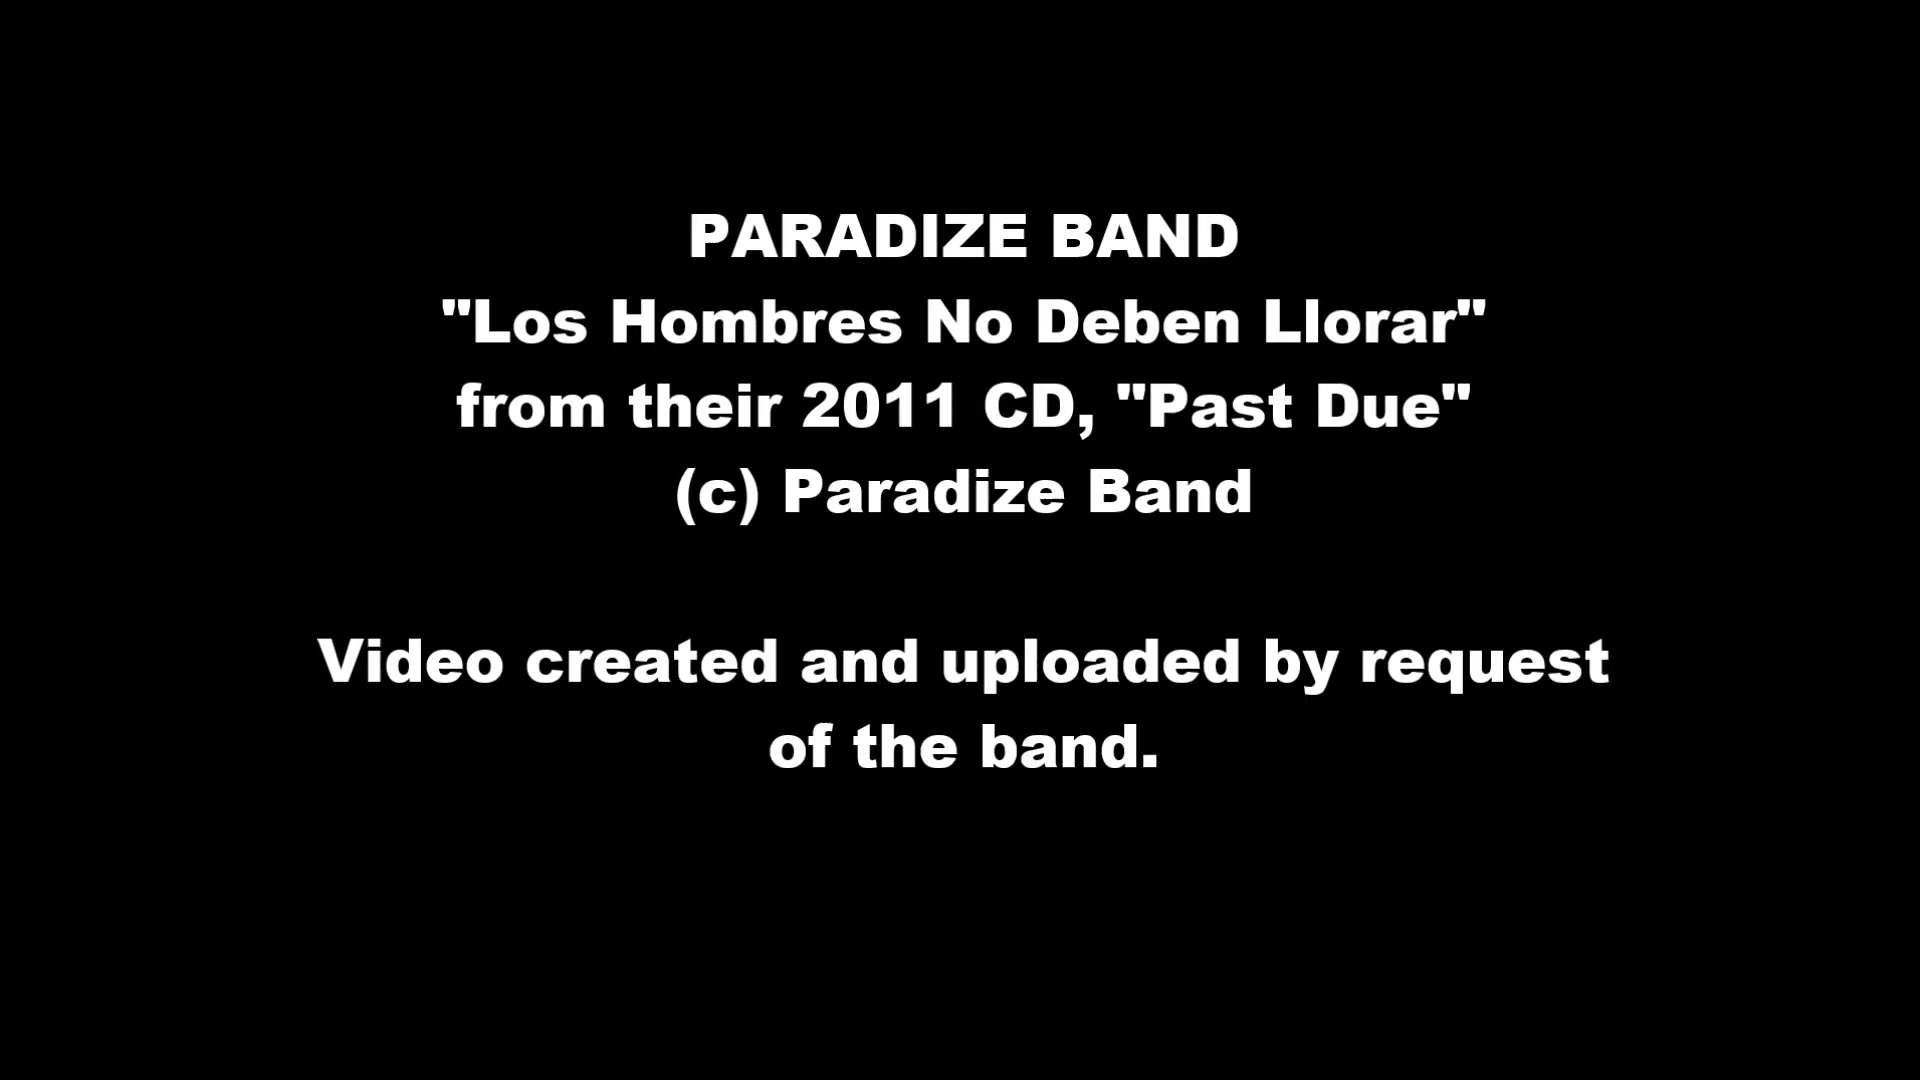 PARADIZE BAND
"Los Hombres No Deben Llorar"
from their 2011 CD, "Past Due"
(c) Paradize Band
Video created and uploaded by request
of the band.